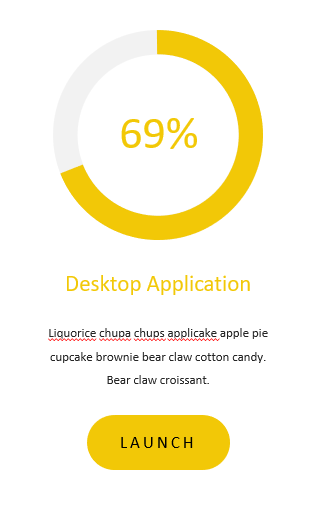 69%
Desktop Application
Liquorice chupa chups applicake apple pie
cupcake brownie bear claw cotton candy.
Bear claw croissant.
LAUNCH